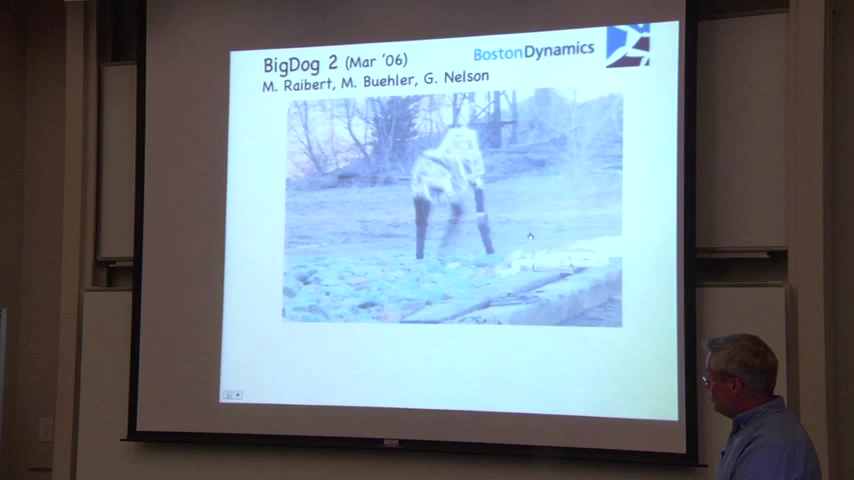 BigDog 2 (Mar '06)
BostonDynamics
M. Raibert, M. Buehler, G. Nelson